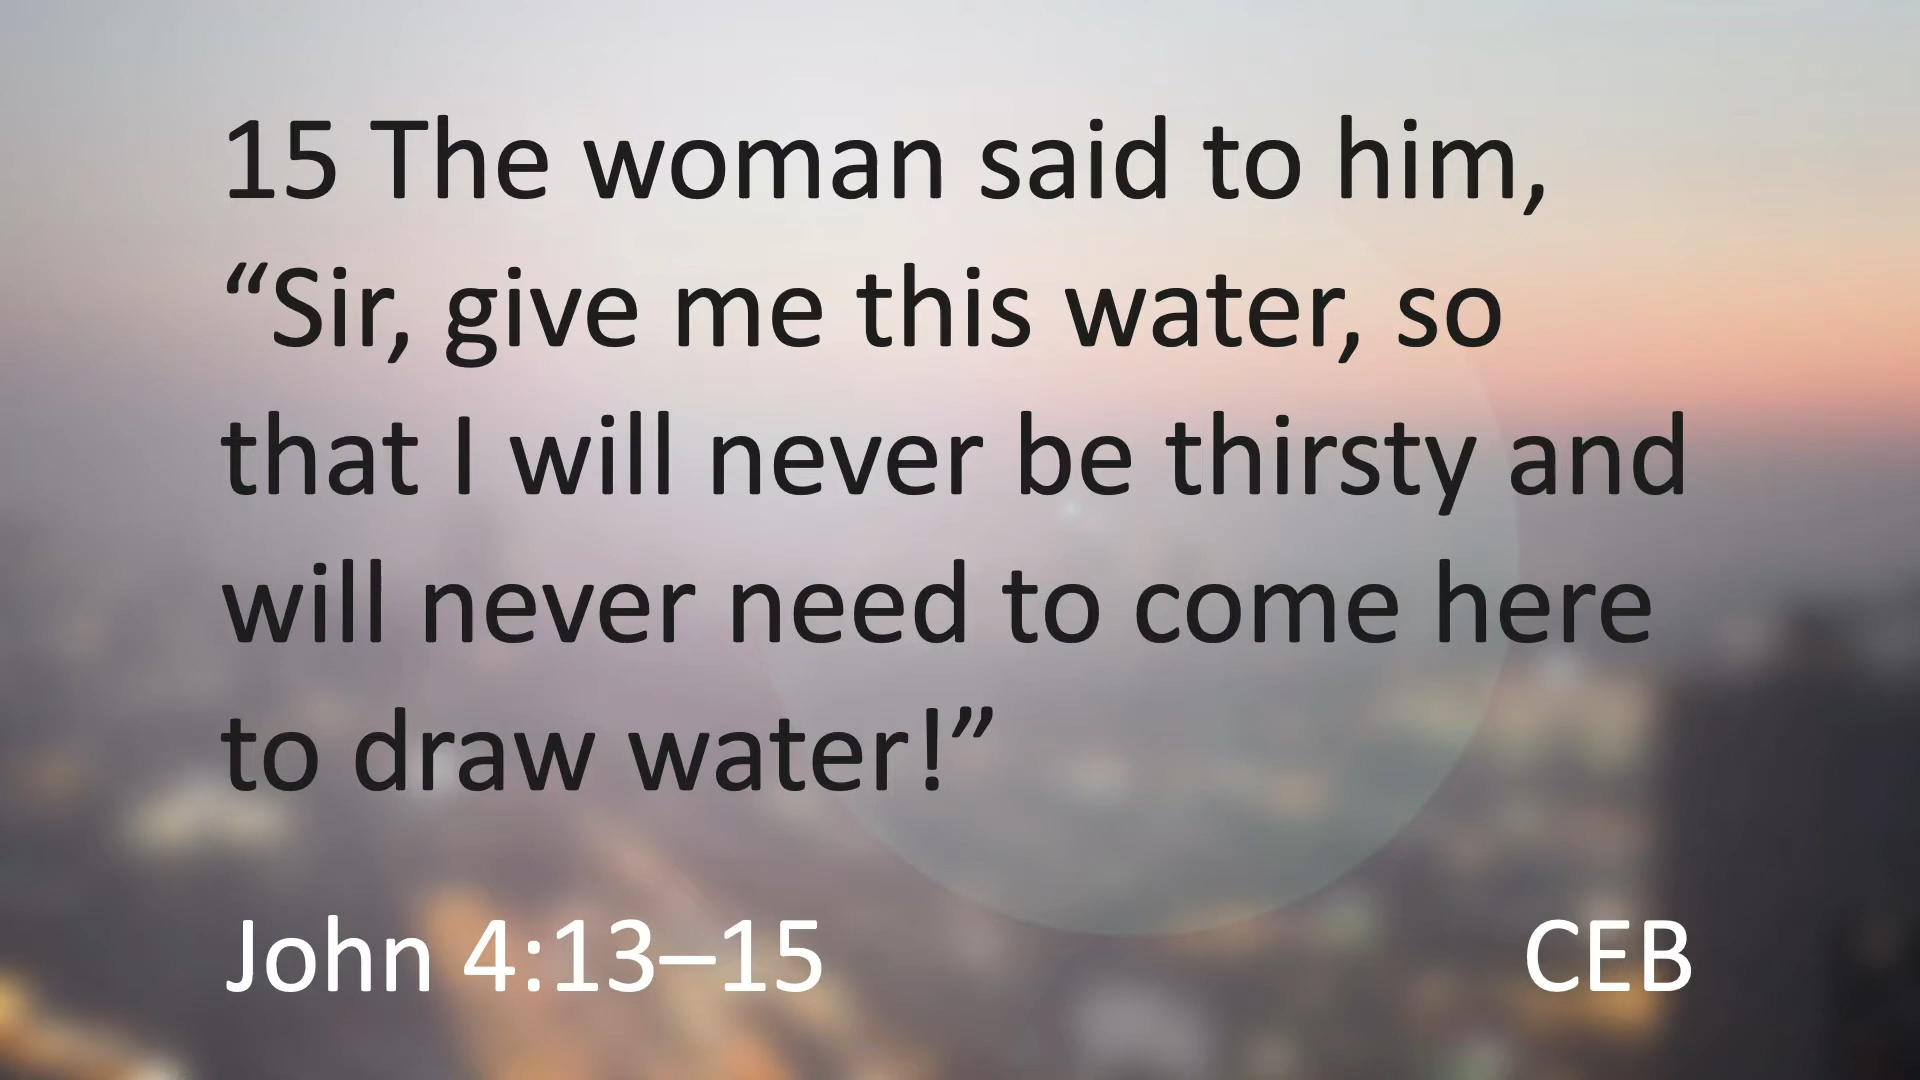 15 The woman said to him,
“Sir, give me this water, so
that I will never be thirsty and
will never need to come here
to draw water!”
John 4:13–15
CEB